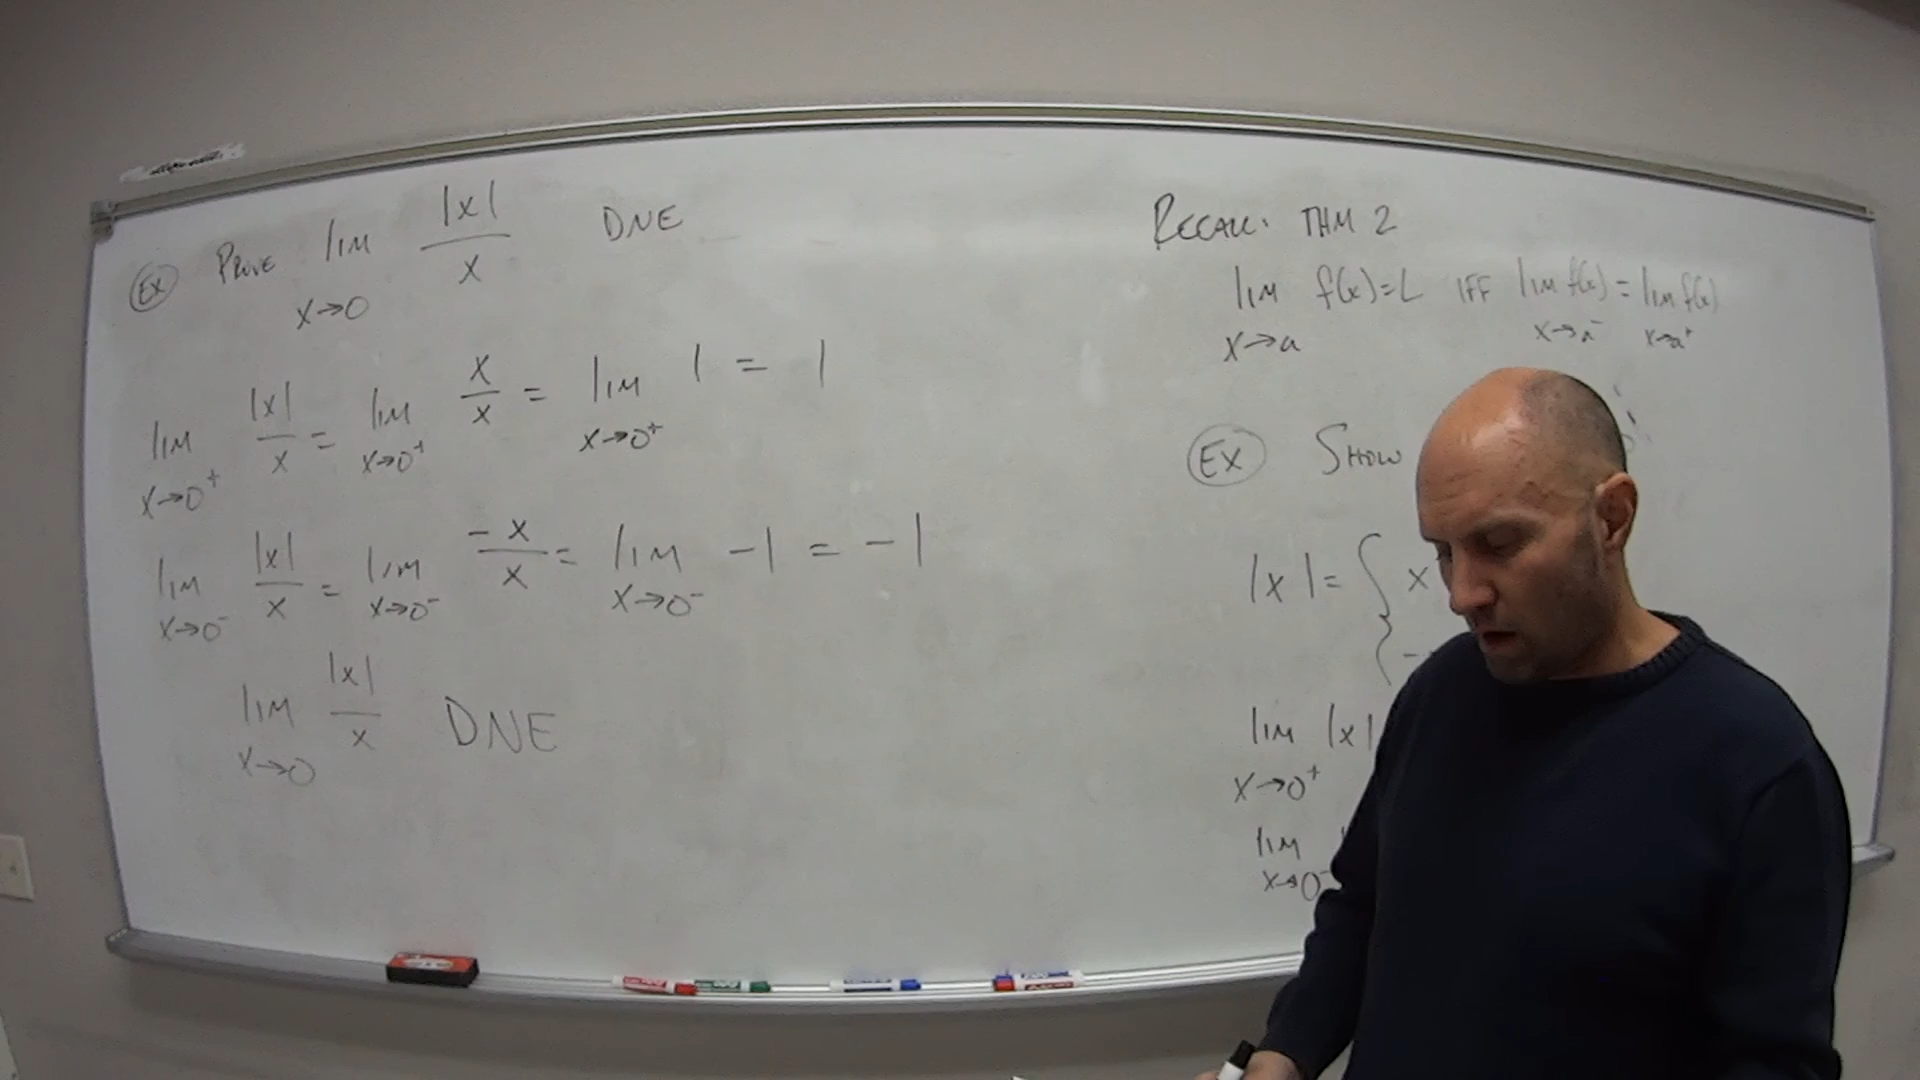 Ex PROVE lim x→0 |x|/x DNE
lim x→0⁺ |x|/x = lim x→0⁺ x/x = lim x→0⁺ 1 = 1
lim x→0⁻ |x|/x = lim x→0⁻ -x/x = lim x→0⁻ -1 = -1
lim x→0 |x|/x DNE
RECALL: THM 2
lim x→a f(x)=L IFF lim x→a⁻ f(x) = lim x→a⁺ f(x)
Ex SHOW
|x| = { x
-
lim x→0⁺ |x|
lim x→0⁻